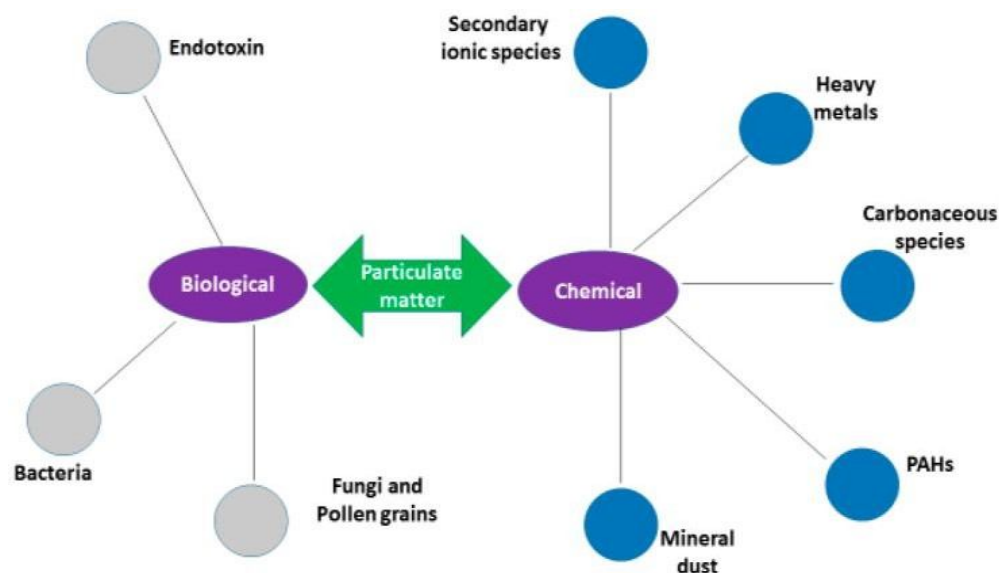 Endotoxin
Secondary
ionic species
Heavy
metals
Carbonaceous
species
Biological
Particulate
matter
Chemical
Bacteria
Fungi and
Pollen grains
PAHs
Mineral
dust